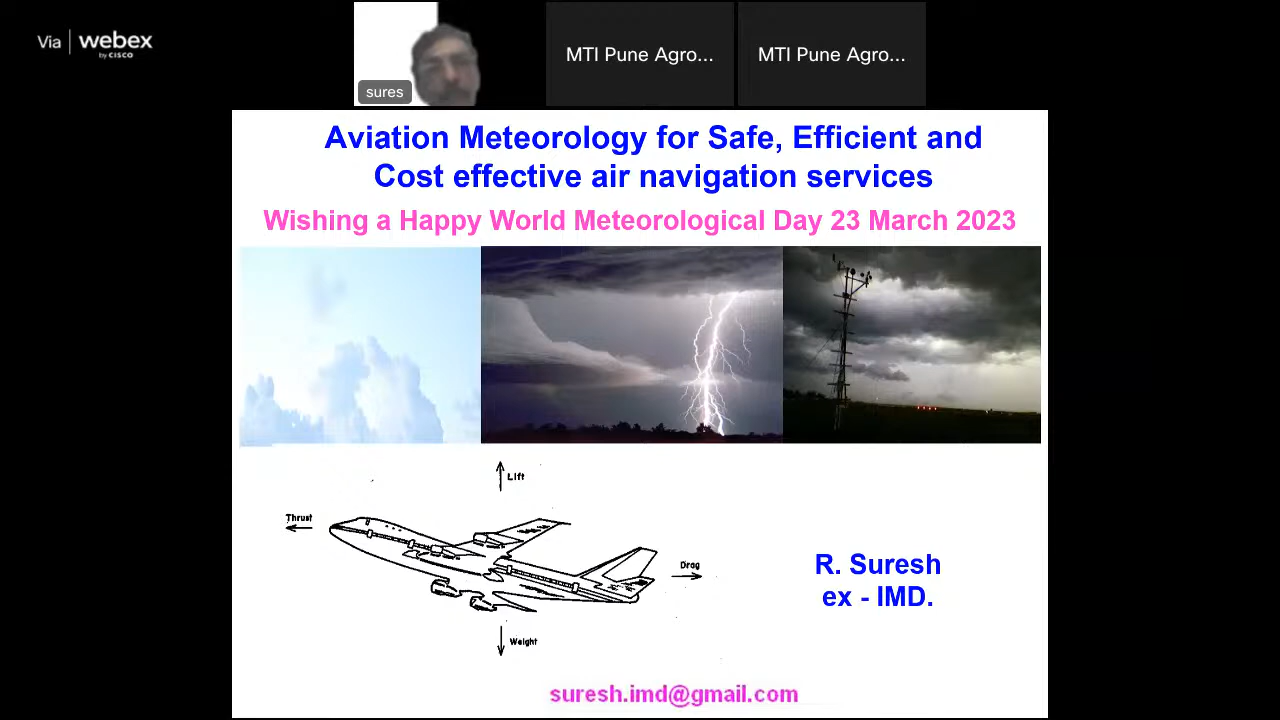 Via webex
by CISCO
sures
MTI Pune Agro...
MTI Pune Agro...
Aviation Meteorology for Safe, Efficient and
Cost effective air navigation services
Wishing a Happy World Meteorological Day 23 March 2023
Lift
Thrust
Drag
Weight
R. Suresh
ex - IMD.
suresh.imd@gmail.com